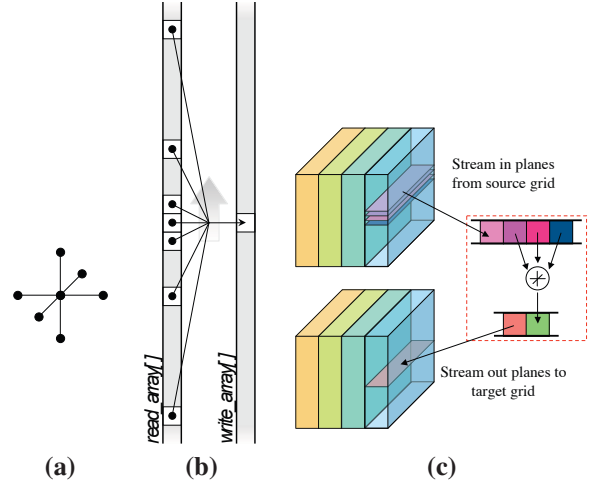 read_array[ ]
write_array[ ]
Stream in planes
from source grid
Stream out planes to
target grid
(a)
(b)
(c)